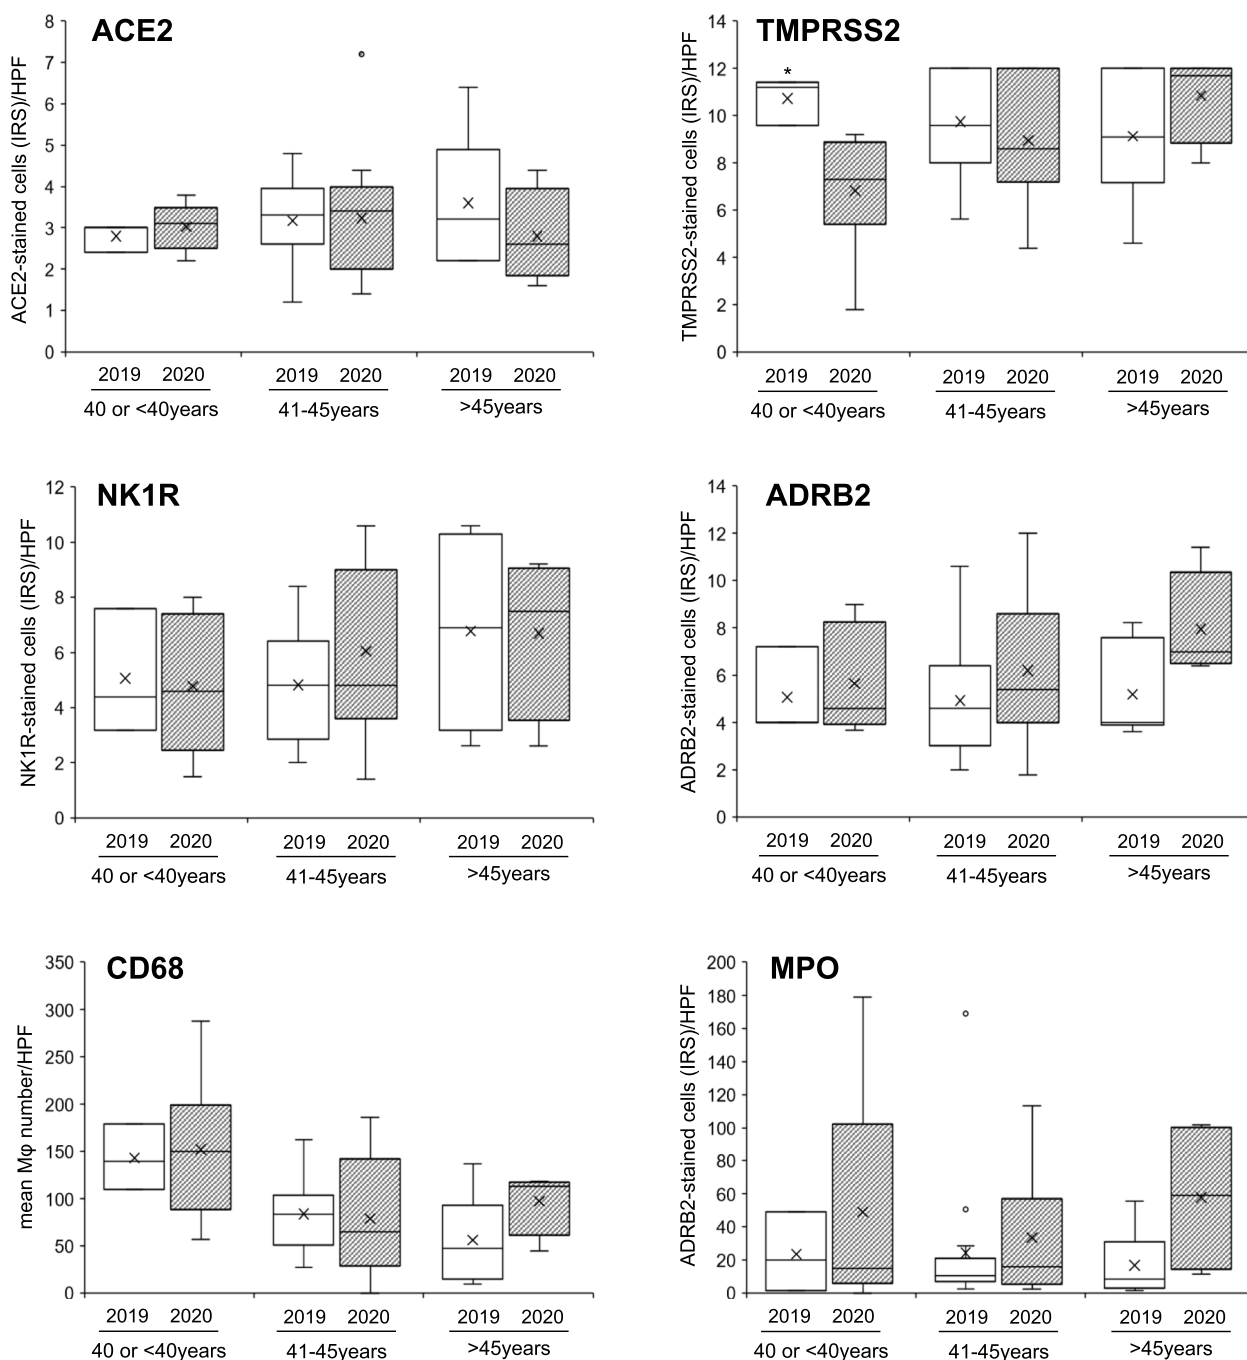 ACE2
ACE2-stained cells (IRS)/HPF
8
7
6
5
4
3
2
1
0
2019 2020 2019 2020 2019 2020
40 or <40years 41-45years >45years
TMPRSS2
TMPRSS2-stained cells (IRS)/HPF
14
12
10
8
6
4
2
0
*
2019 2020 2019 2020 2019 2020
40 or <40years 41-45years >45years
NK1R
NK1R-stained cells (IRS)/HPF
12
10
8
6
4
2
0
2019 2020 2019 2020 2019 2020
40 or <40years 41-45years >45years
ADRB2
ADRB2-stained cells (IRS)/HPF
14
12
10
8
6
4
2
0
2019 2020 2019 2020 2019 2020
40 or <40years 41-45years >45years
CD68
mean Mφ number/HPF
350
300
250
200
150
100
50
0
2019 2020 2019 2020 2019 2020
40 or <40years 41-45years >45years
MPO
ADRB2-stained cells (IRS)/HPF
200
180
160
140
120
100
80
60
40
20
0
2019 2020 2019 2020 2019 2020
40 or <40years 41-45years >45years